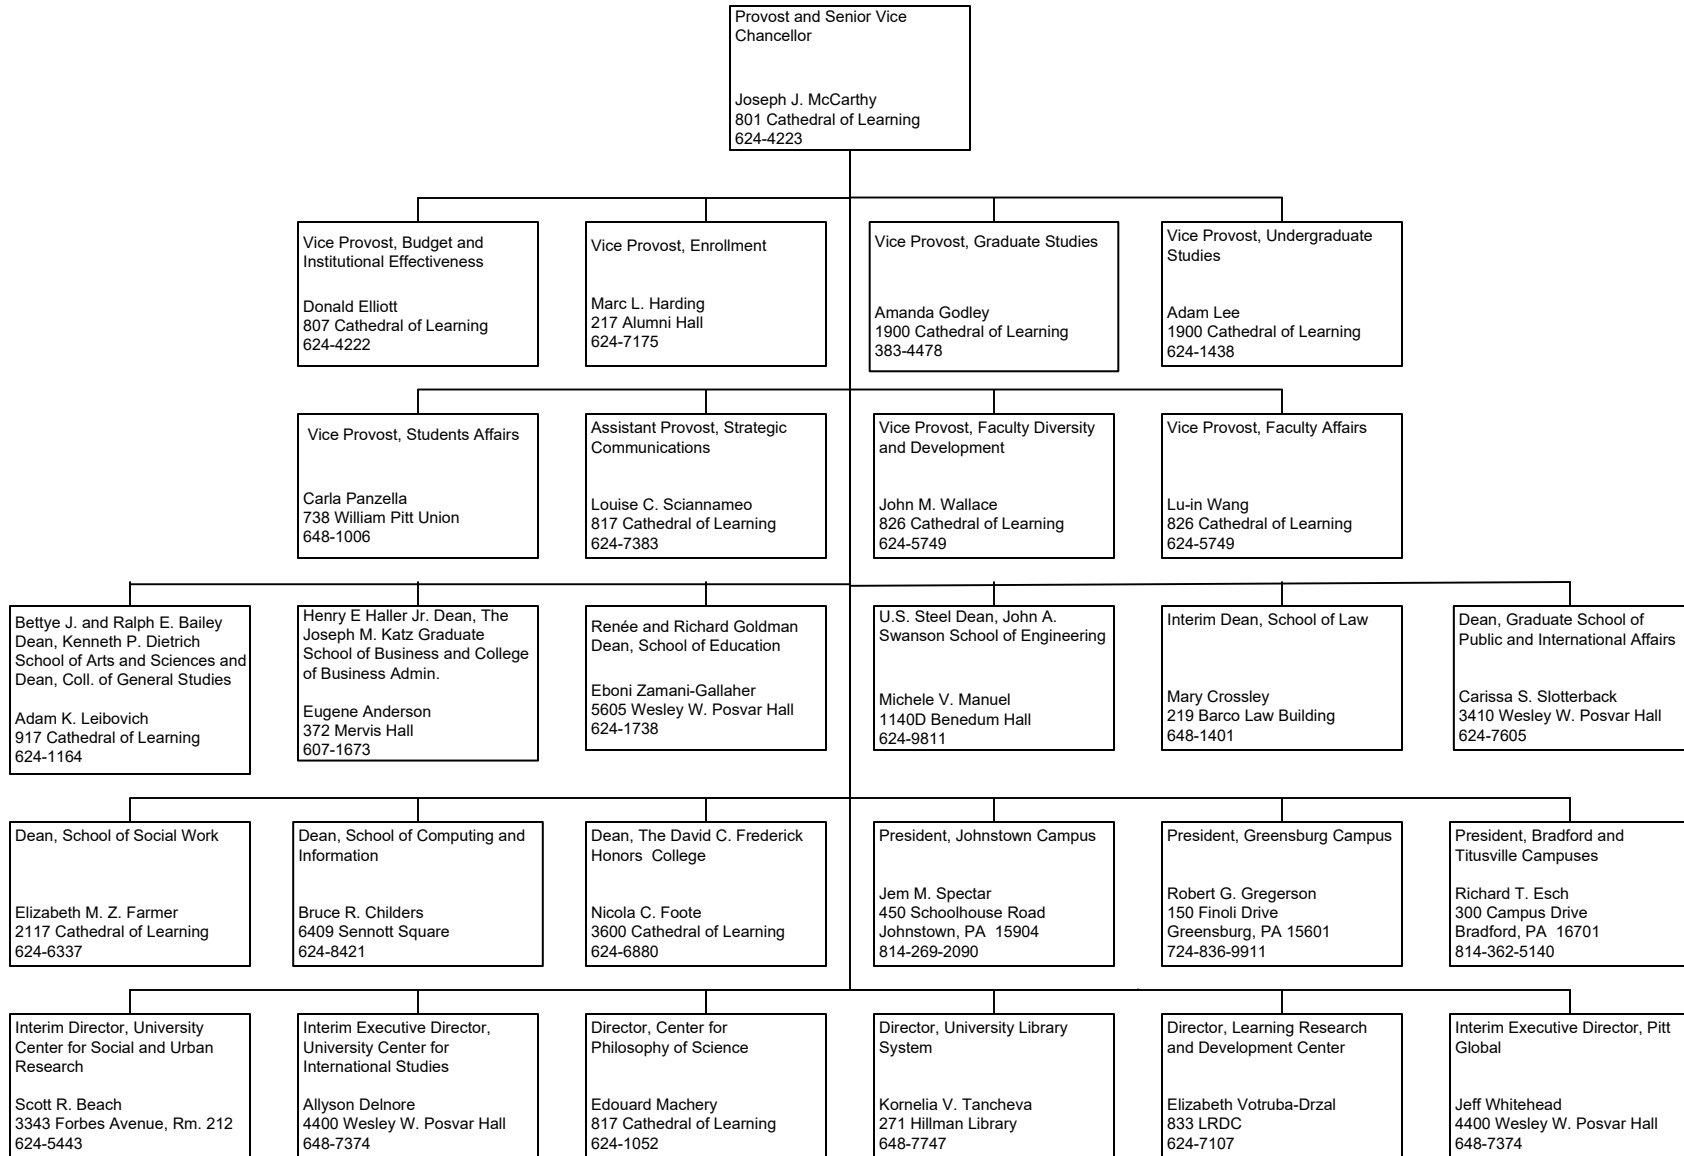 Provost and Senior Vice
Chancellor
Joseph J. McCarthy
801 Cathedral of Learning
624-4223
Vice Provost, Budget and
Institutional Effectiveness
Donald Elliott
807 Cathedral of Learning
624-4222
Vice Provost, Enrollment
Marc L. Harding
217 Alumni Hall
624-7175
Vice Provost, Graduate Studies
Amanda Godley
1900 Cathedral of Learning
383-4478
Vice Provost, Undergraduate
Studies
Adam Lee
1900 Cathedral of Learning
624-1438
Vice Provost, Students Affairs
Carla Panzella
738 William Pitt Union
648-1006
Assistant Provost, Strategic
Communications
Louise C. Sciannameo
817 Cathedral of Learning
624-7383
Vice Provost, Faculty Diversity
and Development
John M. Wallace
826 Cathedral of Learning
624-5749
Vice Provost, Faculty Affairs
Lu-in Wang
826 Cathedral of Learning
624-5749
Bettye J. and Ralph E. Bailey
Dean, Kenneth P. Dietrich
School of Arts and Sciences and
Dean, Coll. of General Studies
Adam K. Leibovich
917 Cathedral of Learning
624-1164
Henry E Haller Jr. Dean, The
Joseph M. Katz Graduate
School of Business and College
of Business Admin.
Eugene Anderson
372 Mervis Hall
607-1673
Renée and Richard Goldman
Dean, School of Education
Eboni Zamani-Gallaher
5605 Wesley W. Posvar Hall
624-1738
U.S. Steel Dean, John A.
Swanson School of Engineering
Michele V. Manuel
1140D Benedum Hall
624-9811
Interim Dean, School of Law
Mary Crossley
219 Barco Law Building
648-1401
Dean, Graduate School of
Public and International Affairs
Carissa S. Slotterback
3410 Wesley W. Posvar Hall
624-7605
Dean, School of Social Work
Elizabeth M. Z. Farmer
2117 Cathedral of Learning
624-6337
Dean, School of Computing and
Information
Bruce R. Childers
6409 Sennott Square
624-8421
Dean, The David C. Frederick
Honors College
Nicola C. Foote
3600 Cathedral of Learning
624-6880
President, Johnstown Campus
Jem M. Spectar
450 Schoolhouse Road
Johnstown, PA 15904
814-269-2090
President, Greensburg Campus
Robert G. Gregerson
150 Finoli Drive
Greensburg, PA 15601
724-836-9911
President, Bradford and
Titusville Campuses
Richard T. Esch
300 Campus Drive
Bradford, PA 16701
814-362-5140
Interim Director, University
Center for Social and Urban
Research
Scott R. Beach
3343 Forbes Avenue, Rm. 212
624-5443
Interim Executive Director,
University Center for
International Studies
Allyson Delnore
4400 Wesley W. Posvar Hall
648-7374
Director, Center for
Philosophy of Science
Edouard Machery
817 Cathedral of Learning
624-1052
Director, University Library
System
Kornelia V. Tancheva
271 Hillman Library
648-7747
Director, Learning Research
and Development Center
Elizabeth Votruba-Drzal
833 LRDC
624-7107
Interim Executive Director, Pitt
Global
Jeff Whitehead
4400 Wesley W. Posvar Hall
648-7374